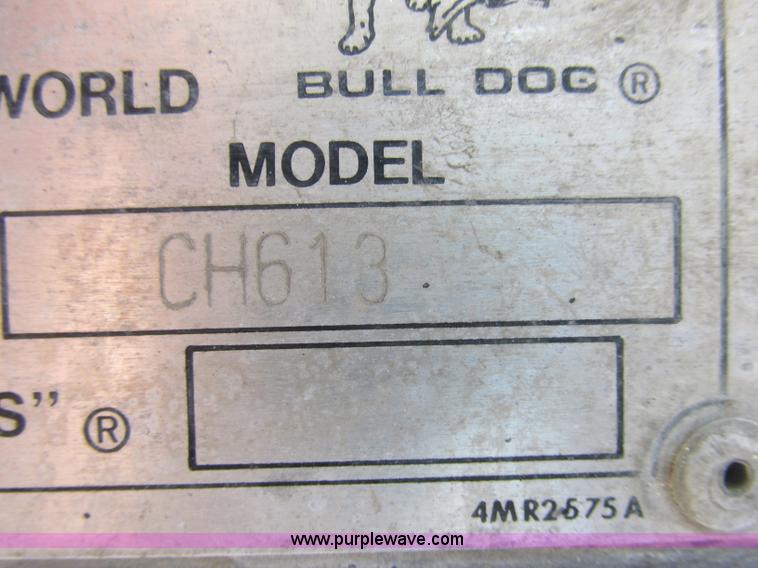 WORLD BULL DOG ®
MODEL
CH613
S" ®
4MR2575A
www.purplewave.com